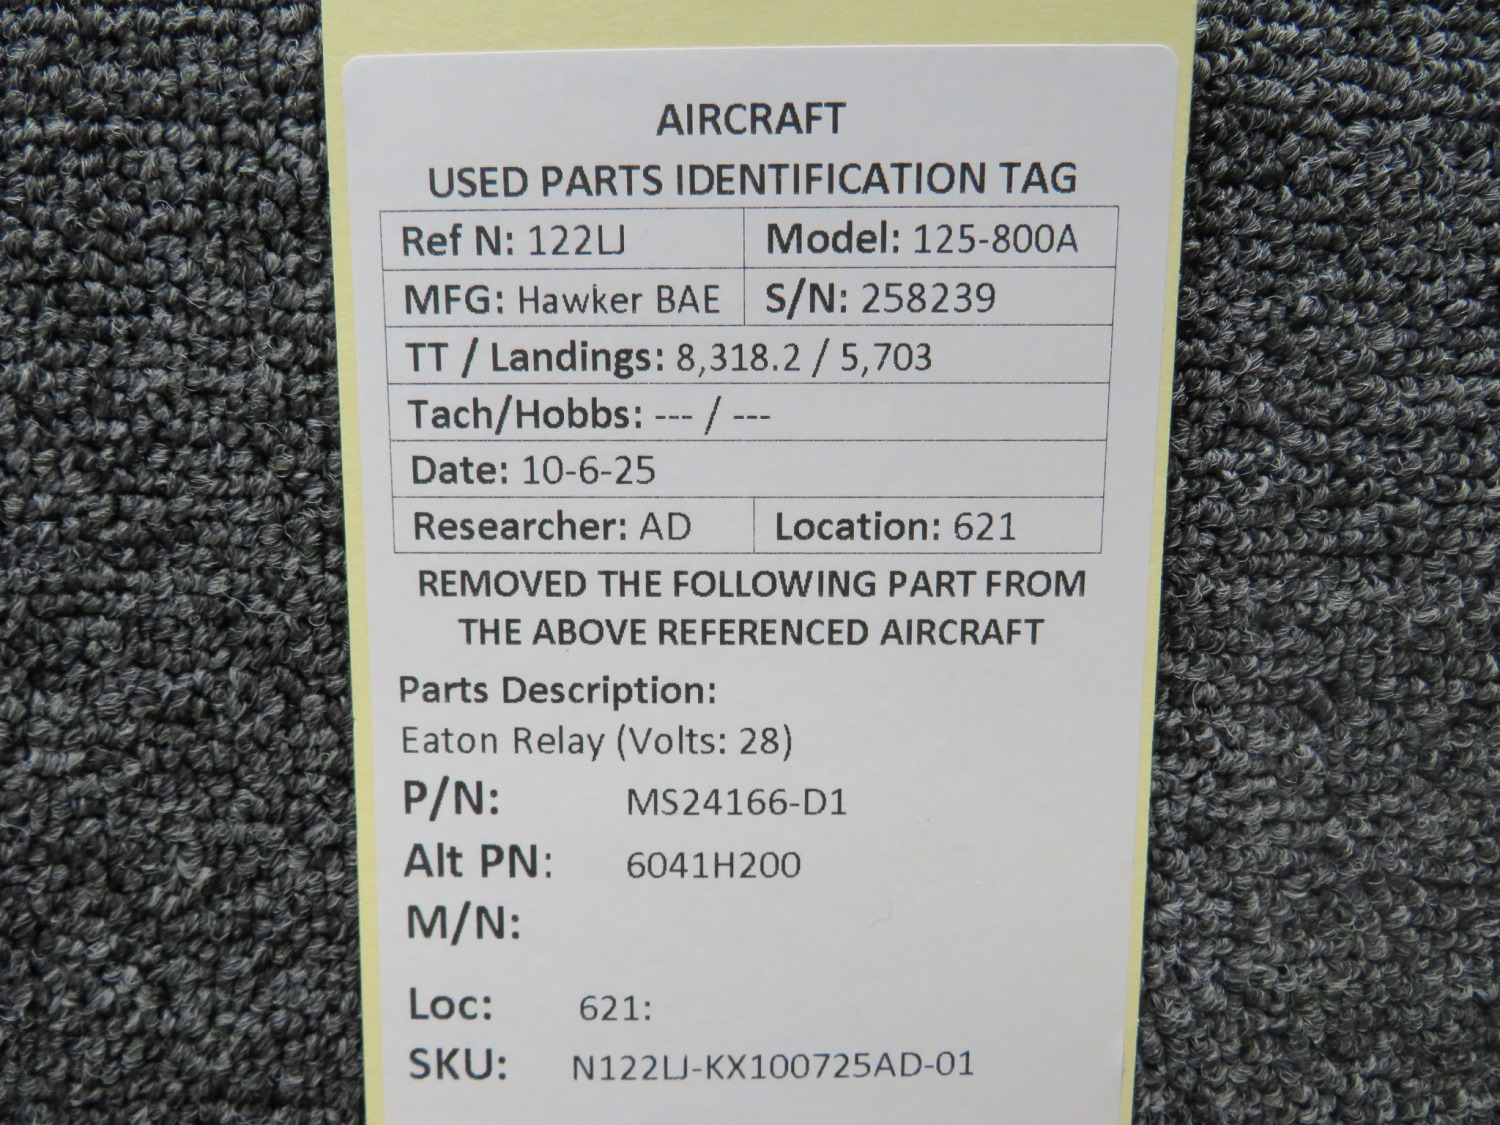 AIRCRAFT
USED PARTS IDENTIFICATION TAG
Ref N: 122LJ Model: 125-800A
MFG: Hawker BAE S/N: 258239
TT / Landings: 8,318.2 / 5,703
Tach/Hobbs: --- / ---
Date: 10-6-25
Researcher: AD Location: 621
REMOVED THE FOLLOWING PART FROM
THE ABOVE REFERENCED AIRCRAFT
Parts Description:
Eaton Relay (Volts: 28)
P/N: MS24166-D1
Alt PN: 6041H200
M/N:
Loc: 621:
SKU: N122LJ-KX100725AD-01